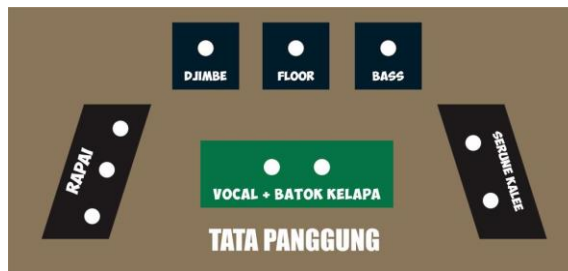 DJIMBE
FLOOR
BASS
RAPAI
SERUNE KALEE
VOCAL + BATOK KELAPA
TATA PANGGUNG